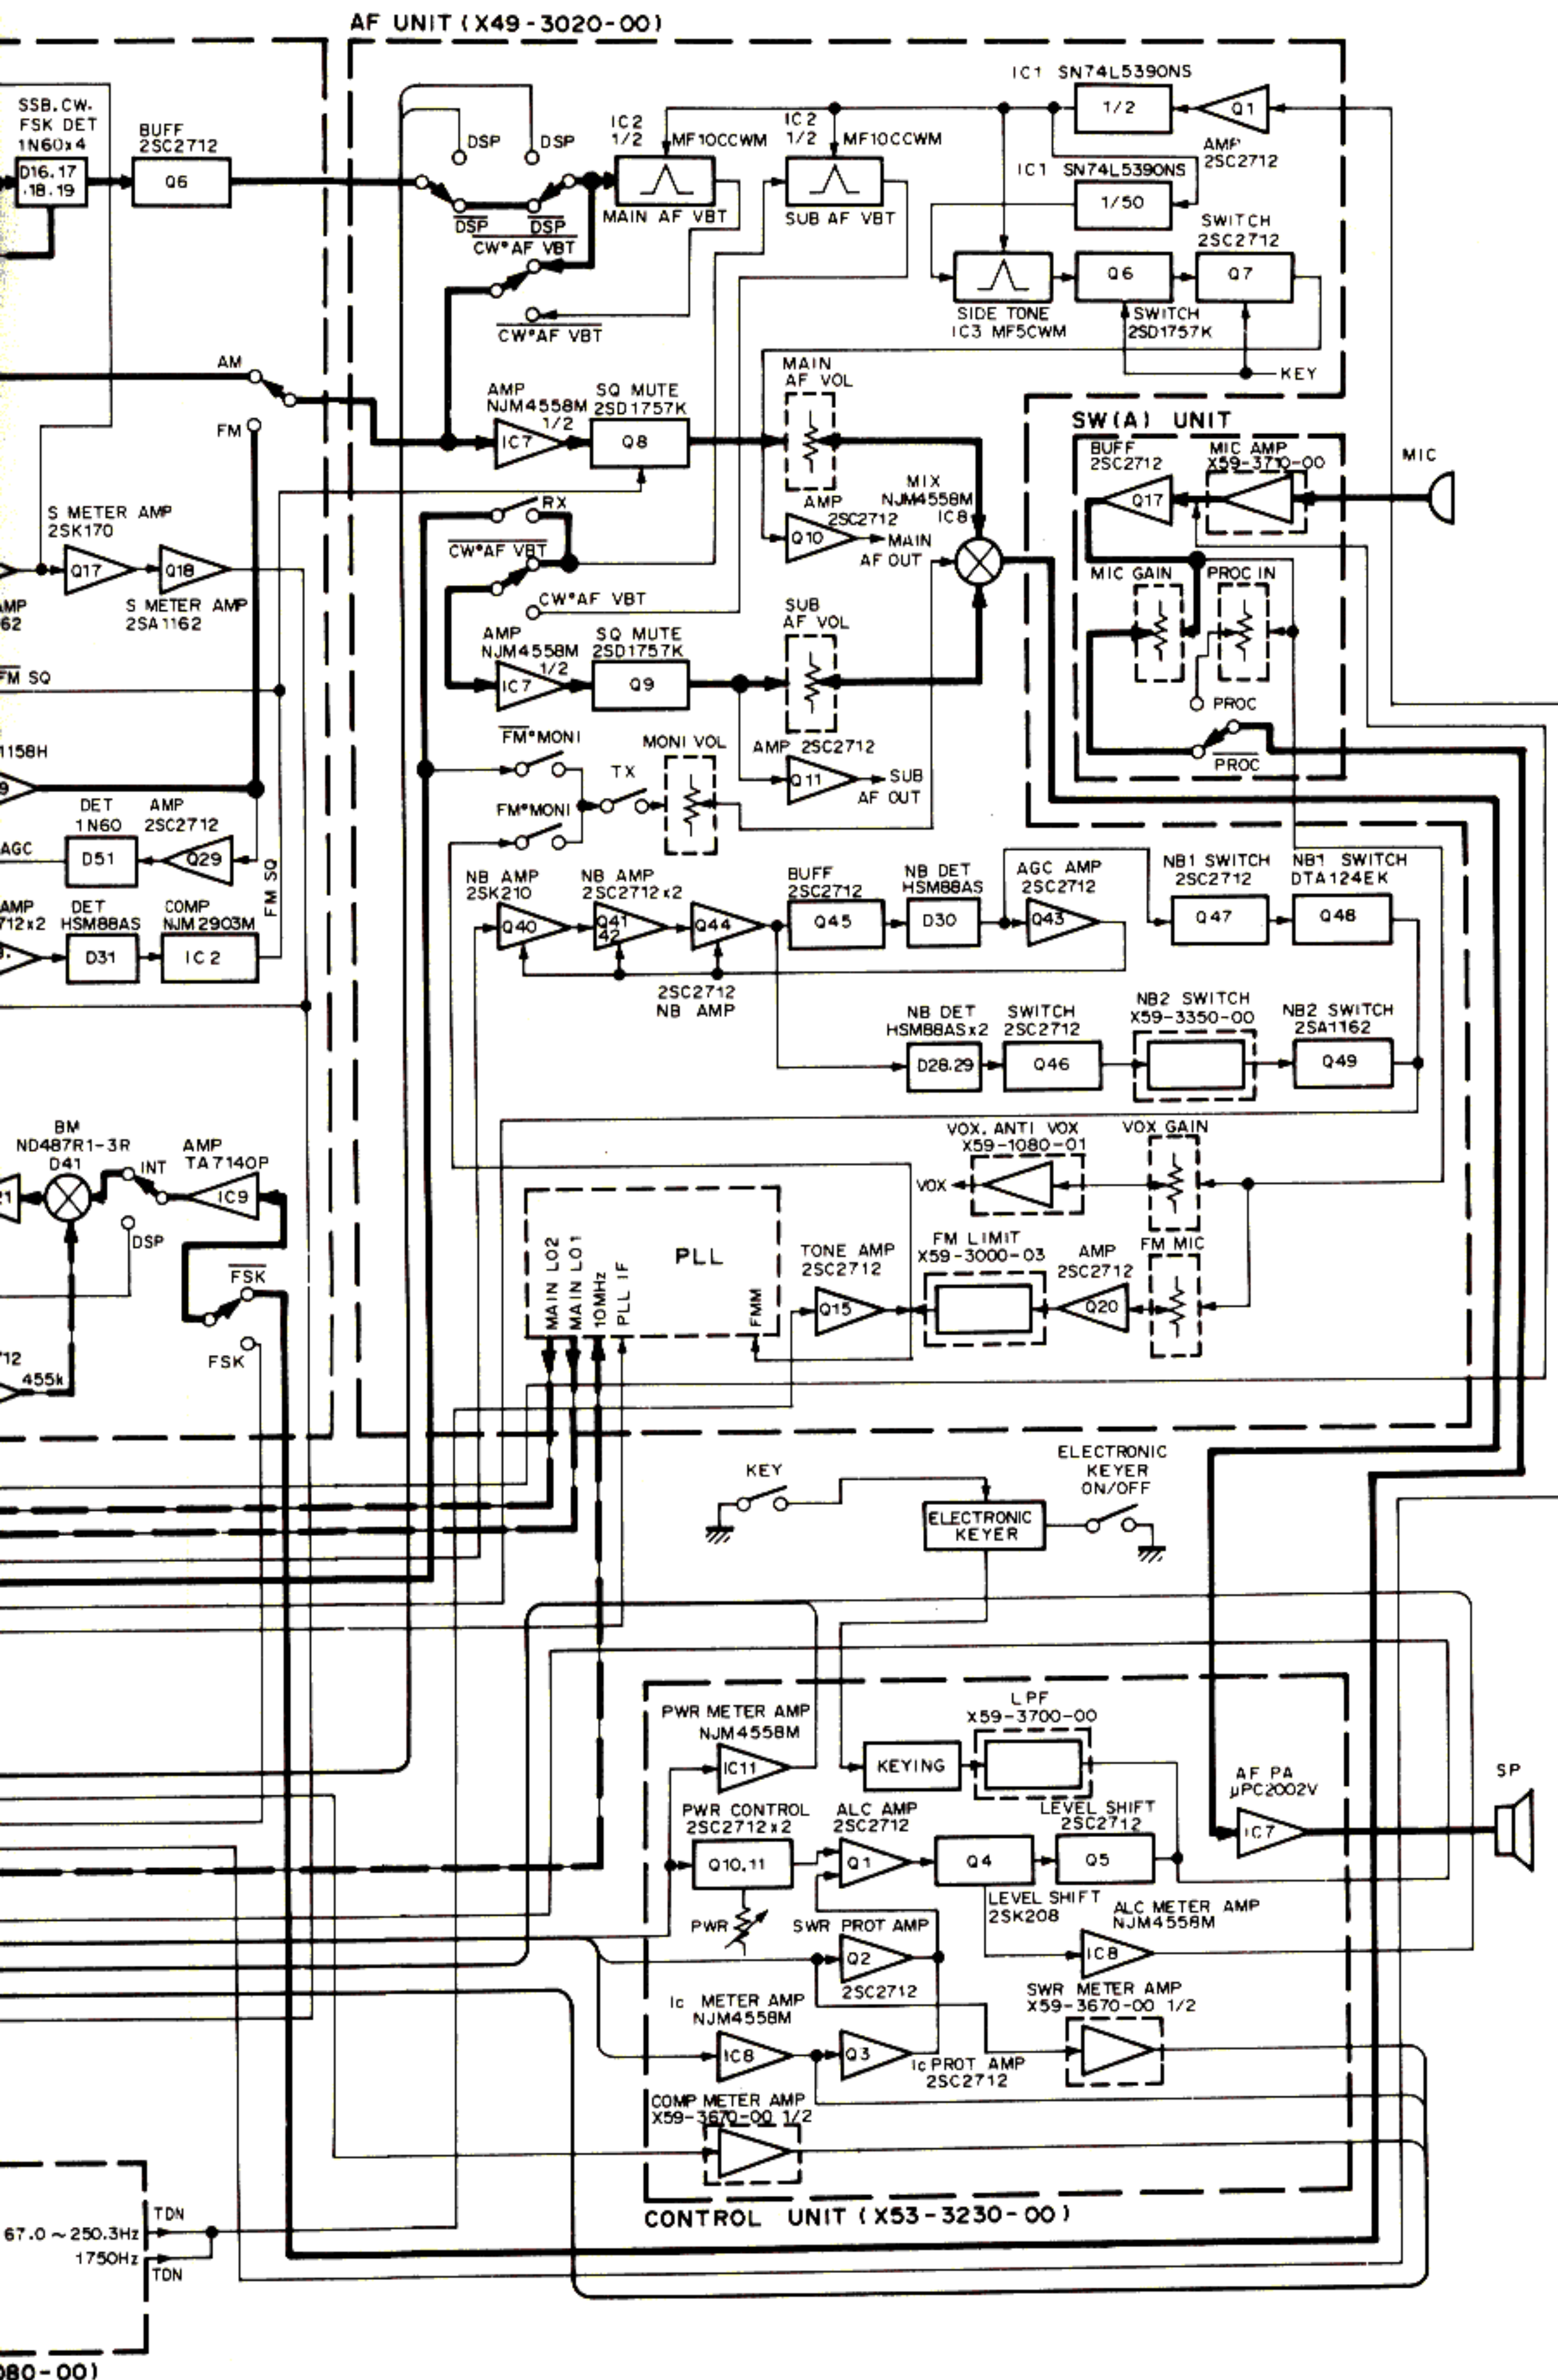 AF UNIT (X49-3020-00)
SSB.CW.
FSK DET
1N60x4
D16.17
.18.19
BUFF
2SC2712
Q6
DSP
DSP
DSP
DSP
IC2
1/2
MF10CCWM
MAIN AF VBT
IC2
1/2
MF10CCWM
SUB AF VBT
IC1 SN74L5390NS
1/2
Q1
AMP
2SC2712
IC1 SN74L5390NS
1/50
SWITCH
2SC2712
SIDE TONE
IC3 MF5CWM
Q6
Q7
SWITCH
2SD1757K
KEY
CW•AF VBT
CW•AF VBT
AM
FM
AMP
NJM4558M
1/2
IC7
SQ MUTE
2SD1757K
Q8
MAIN
AF VOL
SW(A) UNIT
BUFF
2SC2712
Q17
MIC AMP
X59-3710-00
MIC
S METER AMP
2SK170
Q17
Q18
S METER AMP
2SA1162
AMP
62
RX
CW•AF VBT
CW•AF VBT
MIX
NJM4558M
IC8
AMP
2SC2712
Q10
MAIN
AF OUT
MIC GAIN
PROC IN
PROC
PROC
AMP
NJM4558M
1/2
IC7
SQ MUTE
2SD1757K
Q9
SUB
AF VOL
FM SQ
FM•MONI
TX
MONI VOL
FM•MONI
AMP 2SC2712
Q11
SUB
AF OUT
1158H
9
DET
1N60
D51
AMP
2SC2712
Q29
AGC
FM SQ
AMP
712x2
DET
HSM88AS
D31
COMP
NJM2903M
IC2
NB AMP
2SK210
Q40
NB AMP
2SC2712x2
Q41
42
Q44
2SC2712
NB AMP
BUFF
2SC2712
Q45
NB DET
HSM88AS
D30
AGC AMP
2SC2712
Q43
NB1 SWITCH
2SC2712
Q47
NB1 SWITCH
DTA124EK
Q48
NB DET
HSM88ASx2
D28.29
SWITCH
2SC2712
Q46
NB2 SWITCH
X59-3350-00
NB2 SWITCH
2SA1162
Q49
BM
ND487R1-3R
D41
21
INT
DSP
AMP
TA7140P
IC9
FSK
FSK
712
455k
VOX. ANTI VOX
X59-1080-01
VOX
VOX GAIN
PLL
MAIN LO2
MAIN LO1
10MHz
PLL IF
FMM
TONE AMP
2SC2712
Q15
FM LIMIT
X59-3000-03
AMP
2SC2712
Q20
FM MIC
KEY
ELECTRONIC
KEYER
ELECTRONIC
KEYER
ON/OFF
PWR METER AMP
NJM4558M
IC11
KEYING
LPF
X59-3700-00
AF PA
μPC2002V
IC7
SP
PWR CONTROL
2SC2712x2
Q10.11
PWR
ALC AMP
2SC2712
Q1
Q4
LEVEL SHIFT
2SK208
LEVEL SHIFT
2SC2712
Q5
SWR PROT AMP
Q2
2SC2712
ALC METER AMP
NJM4558M
IC8
Ic METER AMP
NJM4558M
IC8
Q3
Ic PROT AMP
2SC2712
SWR METER AMP
X59-3670-00 1/2
COMP METER AMP
X59-3670-00 1/2
CONTROL UNIT (X53-3230-00)
TDN
67.0~250.3Hz
1750Hz
TDN
080-00)